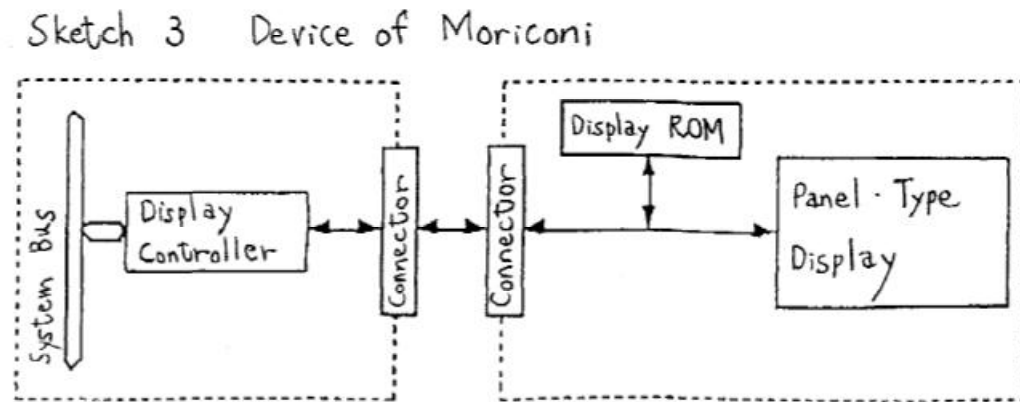 Sketch 3 Device of Moriconi
System Bus
Display
Controller
Connector
Connector
Display ROM
Panel-Type
Display